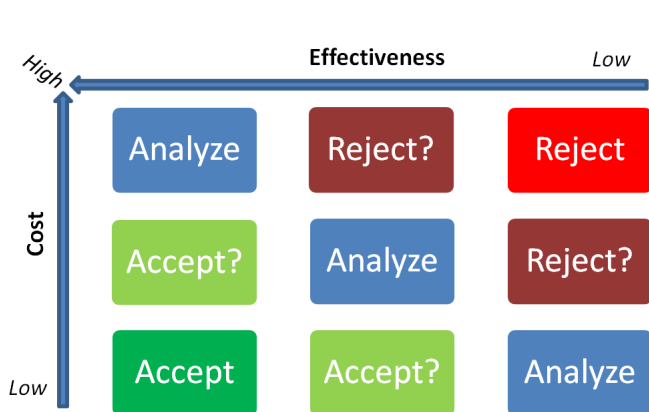 Effectiveness
High
Low
Analyze
Reject?
Reject
Cost
Accept?
Analyze
Reject?
Accept
Accept?
Analyze
Low